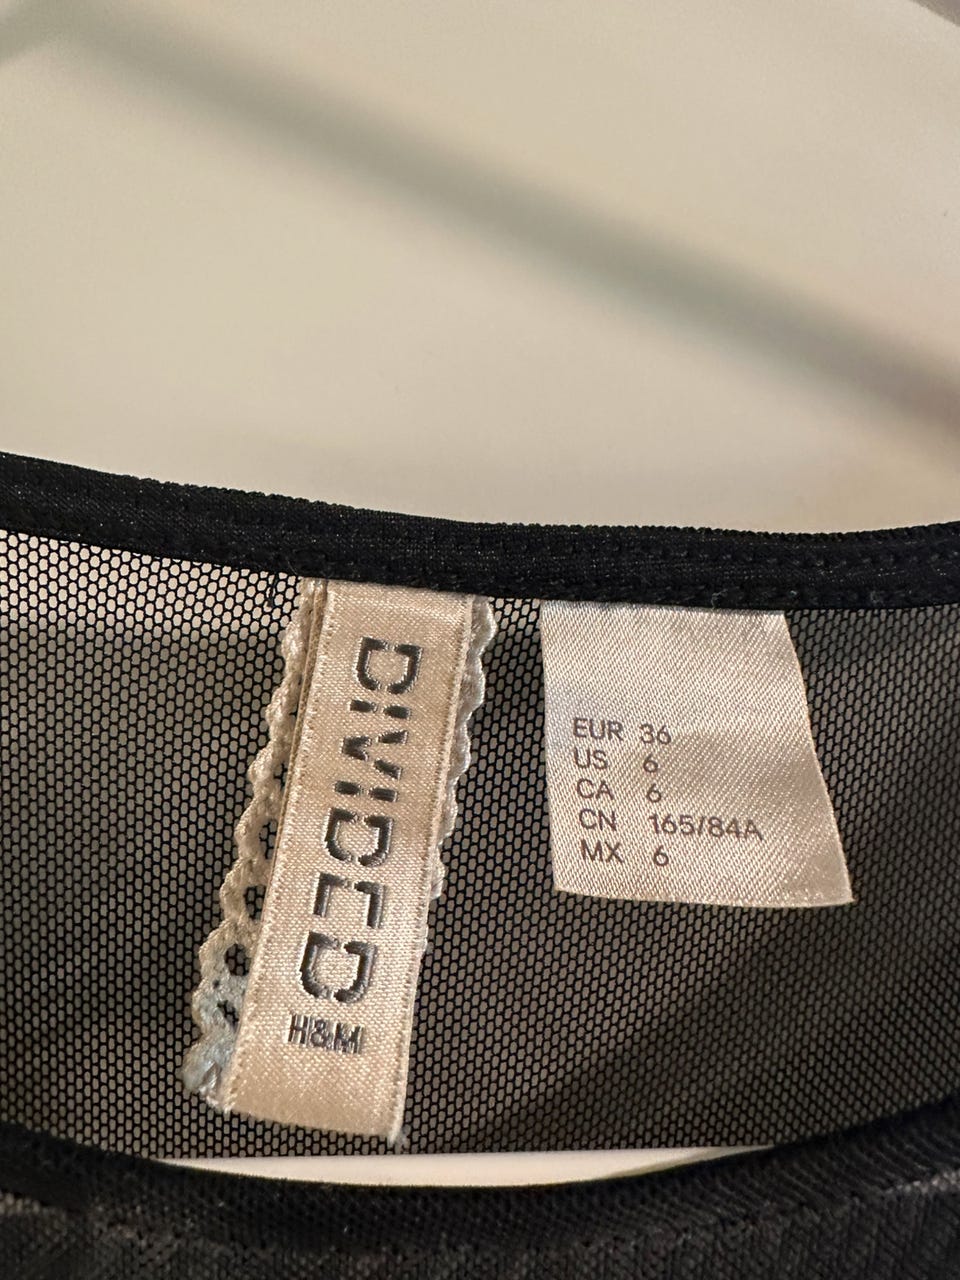 DIVIDED
H&M
EUR 36
US 6
CA 6
CN 165/84A
MX 6